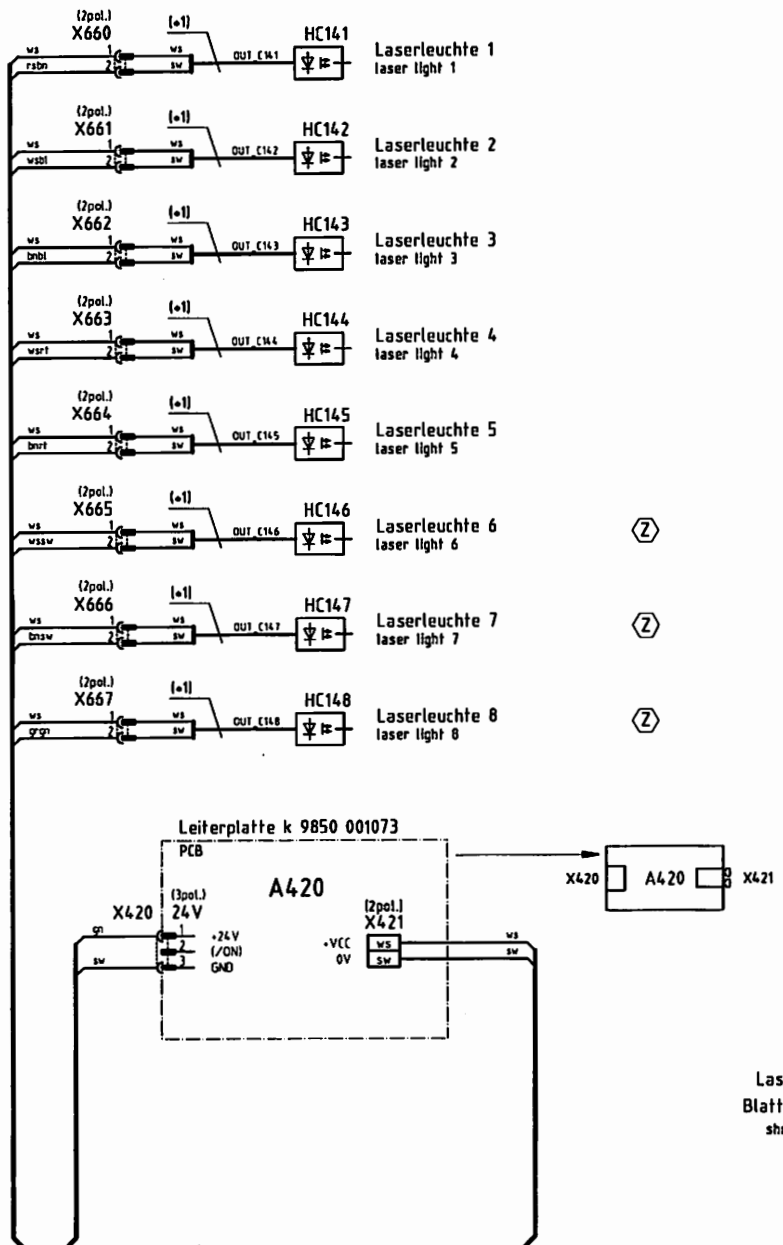 (2pol.)
X660
(*1)
HC141
ws 1 ws
rsbn 2 sw
OUT_C141
Laserleuchte 1
laser light 1
(2pol.)
X661
(*1)
HC142
ws 1 ws
wsbl 2 sw
OUT_C142
Laserleuchte 2
laser light 2
(2pol.)
X662
(*1)
HC143
ws 1 ws
bnbl 2 sw
OUT_C143
Laserleuchte 3
laser light 3
(2pol.)
X663
(*1)
HC144
ws 1 ws
wsrt 2 sw
OUT_C144
Laserleuchte 4
laser light 4
(2pol.)
X664
(*1)
HC145
ws 1 ws
bnrt 2 sw
OUT_C145
Laserleuchte 5
laser light 5
(2pol.)
X665
(*1)
HC146
ws 1 ws
wssw 2 sw
OUT_C146
Laserleuchte 6
laser light 6
Z
(2pol.)
X666
(*1)
HC147
ws 1 ws
bnsw 2 sw
OUT_C147
Laserleuchte 7
laser light 7
Z
(2pol.)
X667
(*1)
HC148
ws 1 ws
grgn 2 sw
OUT_C148
Laserleuchte 8
laser light 8
Z
Leiterplatte k 9850 001073
PCB
A420
X420 A420 X421
(3pol.)
X420 24V
gn 1 +24V
2 (/ON)
sw 3 GND
(2pol.)
X421
+VCC ws ws
0V sw sw
Las
Blatt
sh